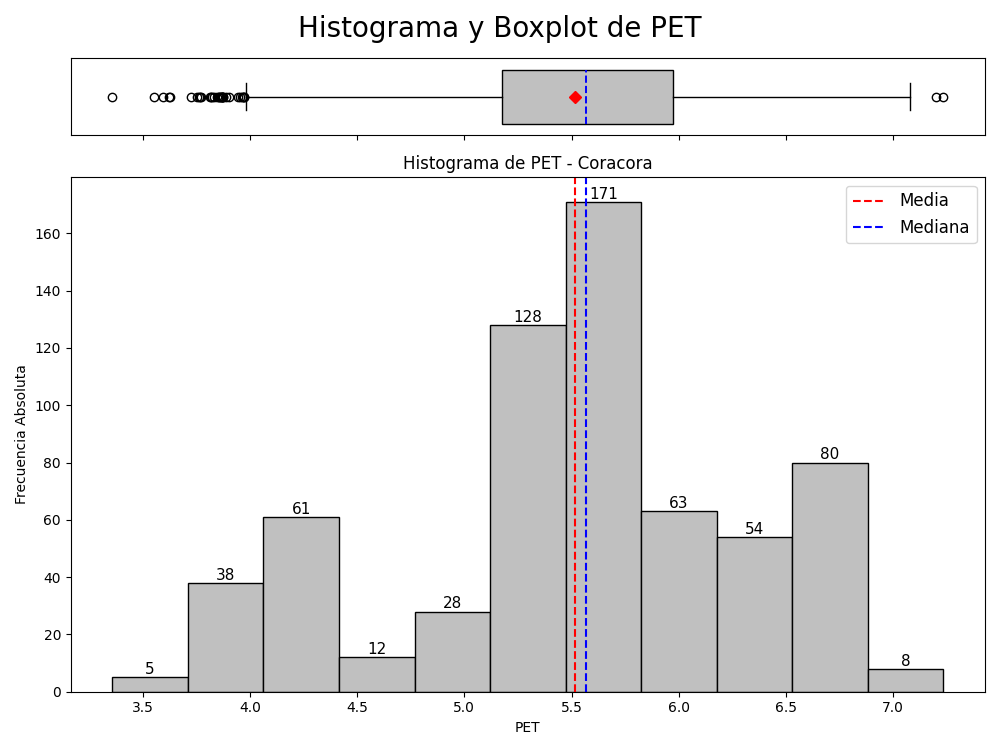 Histograma y Boxplot de PET
Histograma de PET - Coracora
171
Media
Mediana
160
140
128
120
100
Frecuencia Absoluta
80
80
61
63
60
54
38
40
28
20
12
5
8
0
3.5 4.0 4.5 5.0 5.5 6.0 6.5 7.0
PET